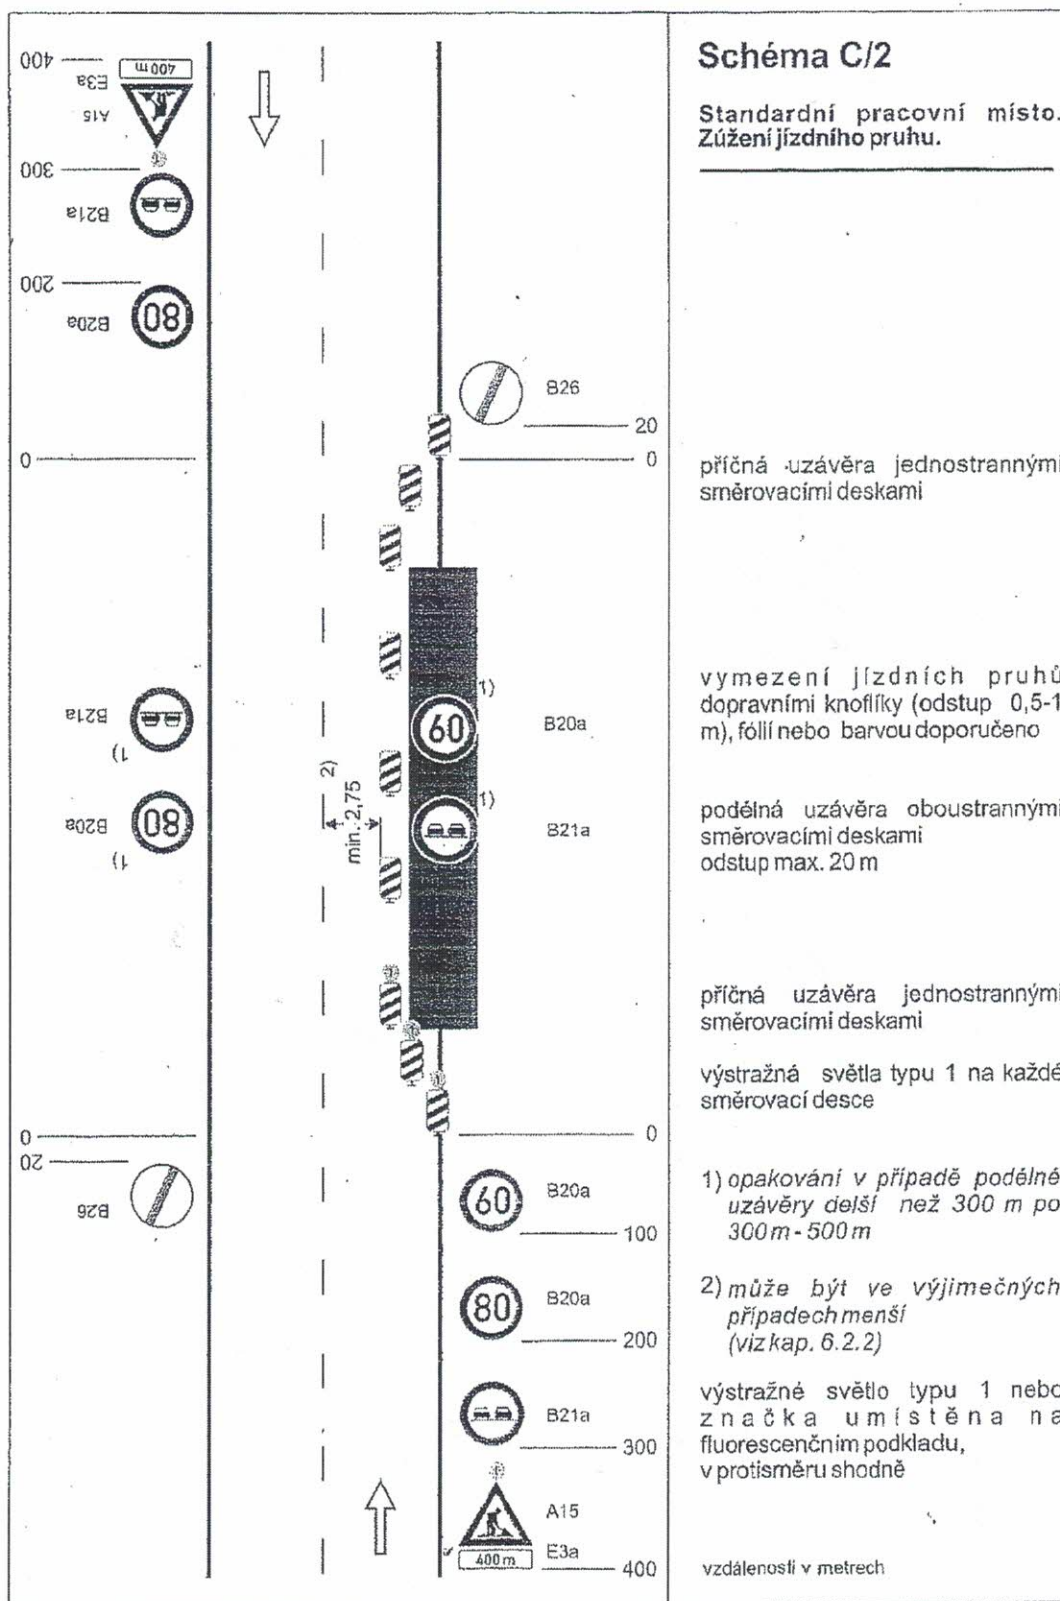 Schéma C/2
Standardní pracovní místo.
Zúžení jízdního pruhu.
400
400 m
E3a
A15
300
B21a
200
B20a
80
B26
20
0
0
příčná uzávěra jednostrannými
směrovacími deskami
vymezení jízdních pruhů
dopravními knoflíky (odstup 0,5-1
m), fólií nebo barvou doporučeno
1)
60
B20a
B21a
1)
2)
min. 2,75
1)
B21a
80
B20a
1)
podélná uzávěra oboustrannými
směrovacími deskami
odstup max. 20 m
příčná uzávěra jednostrannými
směrovacími deskami
výstražná světla typu 1 na každé
směrovací desce
0
0
20
B26
60
B20a
100
1) opakování v případě podélné
uzávěry delší než 300 m po
300 m - 500 m
80
B20a
200
2) může být ve výjimečných
případech menší
(viz kap. 6.2.2)
B21a
300
výstražné světlo typu 1 nebo
značka umístěna na
fluorescenčním podkladu,
v protisměru shodně
A15
E3a
400 m
400
vzdálenosti v metrech